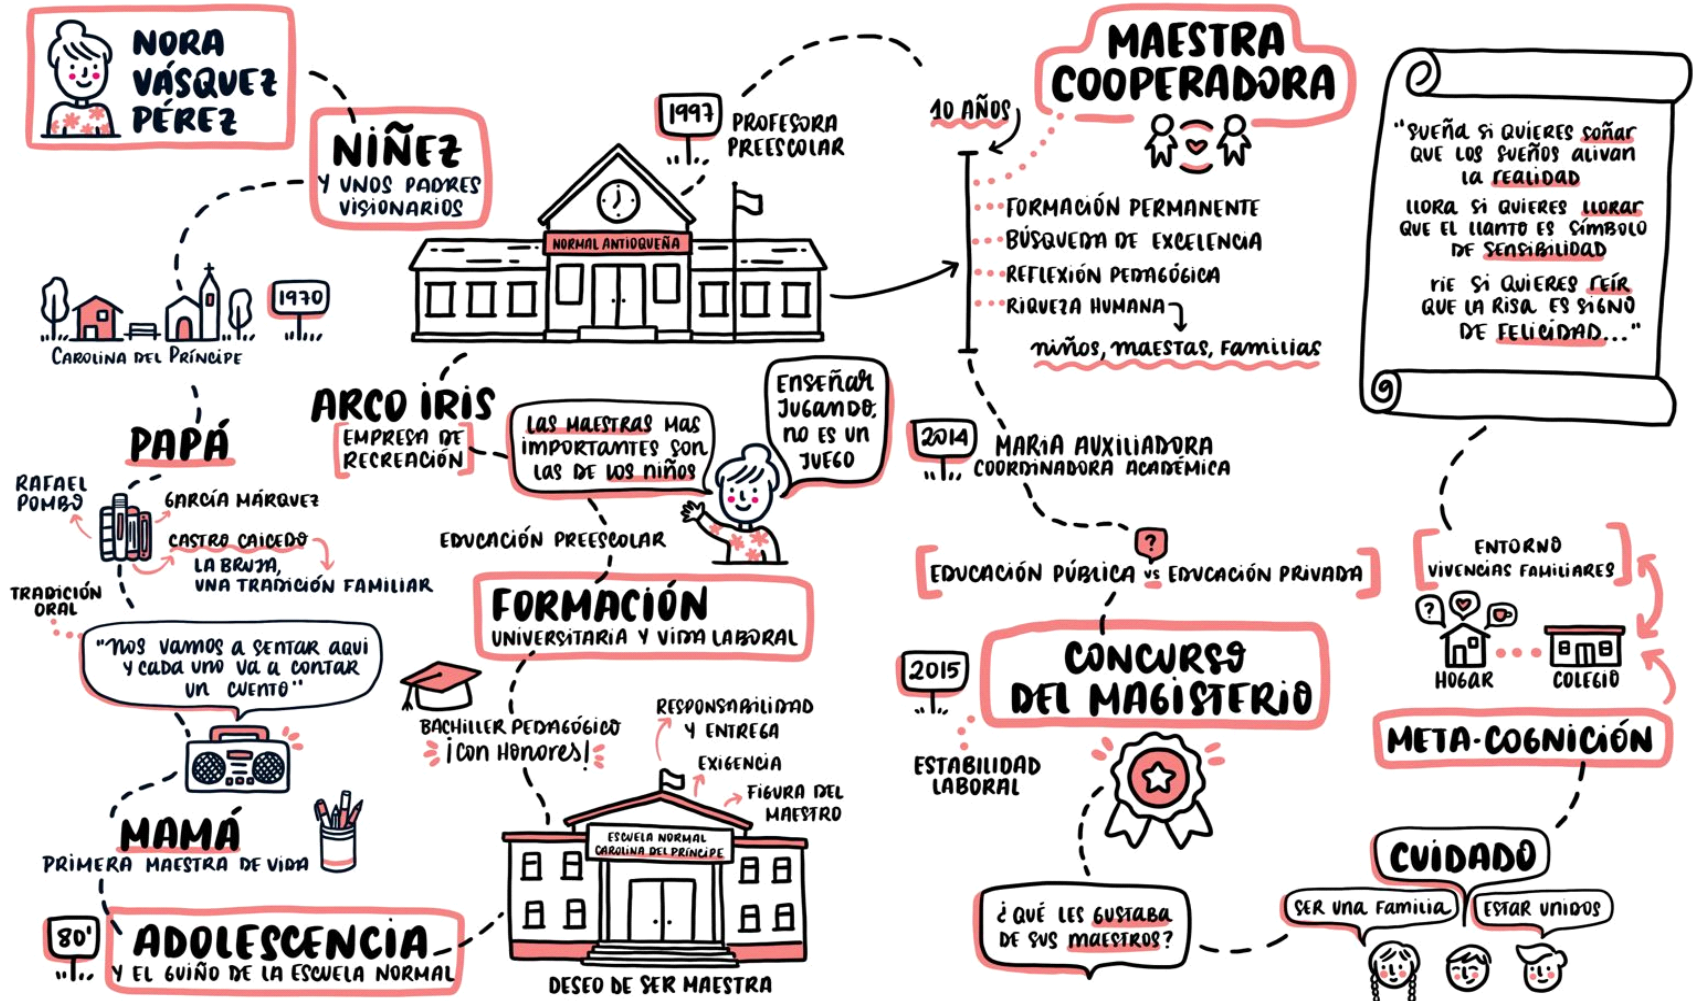 NORA
VÁSQUEZ
PÉREZ
NIÑEZ
Y UNOS PADRES
VISIONARIOS
1970
CAROLINA DEL PRÍNCIPE
PAPÁ
RAFAEL
POMBO
GARCÍA MÁRQUEZ
CASTRO CAICEDO
LA BRUJA,
UNA TRADICIÓN FAMILIAR
TRADICIÓN
ORAL
"NOS VAMOS A SENTAR AQUI
Y CADA UNO VA A CONTAR
UN CUENTO"
MAMÁ
PRIMERA MAESTRA DE VIDA
80'
ADOLESCENCIA
Y EL GUIÑO DE LA ESCUELA NORMAL
ESCUELA NORMAL
CAROLINA DEL PRÍNCIPE
DESEO DE SER MAESTRA
RESPONSABILIDAD
Y ENTREGA
EXIGENCIA
FIGURA DEL
MAESTRO
BACHILLER PEDAGÓGICO
¡CON HONORES!
FORMACIÓN
UNIVERSITARIA Y VIDA LABORAL
EDUCACIÓN PREESCOLAR
LAS MAESTRAS MAS
IMPORTANTES SON
LAS DE LOS NIÑOS
ENSEÑAR
JUGANDO,
NO ES UN
JUEGO
ARCO IRIS
EMPRESA DE
RECREACIÓN
NORMAL ANTIOQUEÑA
1997
PROFESORA
PREESCOLAR
10 AÑOS
MAESTRA
COOPERADORA
FORMACIÓN PERMANENTE
BÚSQUEDA DE EXCELENCIA
REFLEXIÓN PEDAGÓGICA
RIQUEZA HUMANA
NIÑOS, MAESTAS, FAMILIAS
2014
MARIA AUXILIADORA
COORDINADORA ACADÉMICA
?
EDUCACIÓN PÚBLICA VS EDUCACIÓN PRIVADA
2015
CONCURSO
DEL MAGISTERIO
ESTABILIDAD
LABORAL
¿QUÉ LES GUSTABA
DE SUS MAESTROS?
CUIDADO
SER UNA FAMILIA
ESTAR UNIDOS
META-COGNICIÓN
ENTORNO
VIVENCIAS FAMILIARES
?
HOGAR
COLEGIO
"SUEÑA SI QUIERES SOÑAR
QUE LOS SUEÑOS ALIVAN
LA REALIDAD
LLORA SI QUIERES LLORAR
QUE EL LLANTO ES SÍMBOLO
DE SENSIBILIDAD
RIE SI QUIERES REÍR
QUE LA RISA ES SIGNO
DE FELICIDAD..."